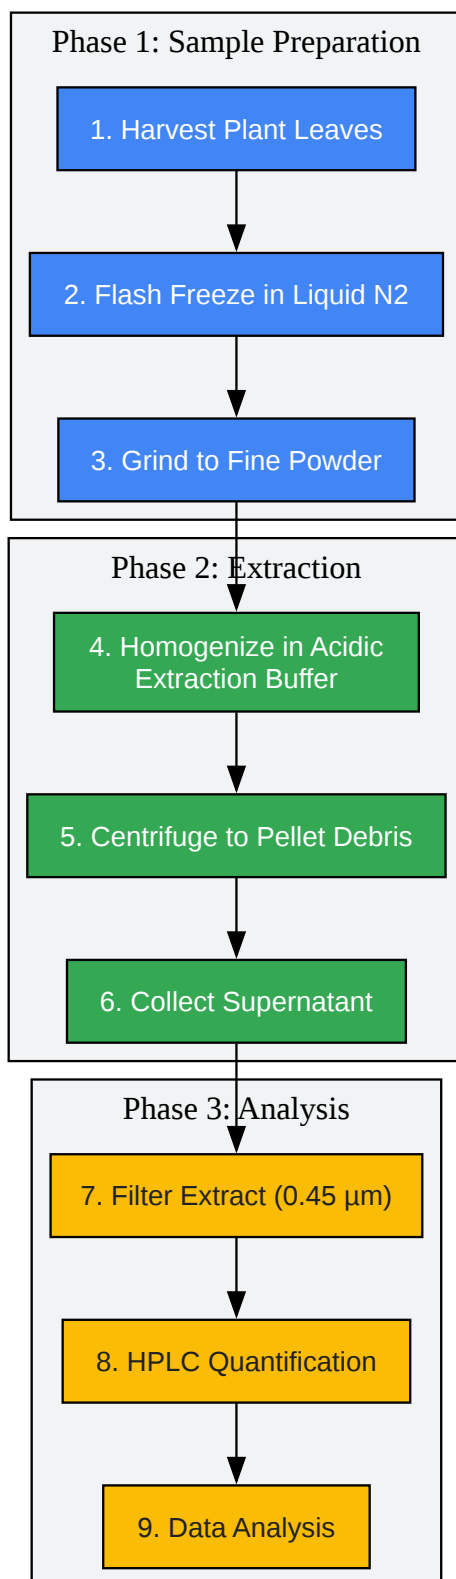 Phase 1: Sample Preparation
1. Harvest Plant Leaves
2. Flash Freeze in Liquid N2
3. Grind to Fine Powder
Phase 2: Extraction
4. Homogenize in Acidic
Extraction Buffer
5. Centrifuge to Pellet Debris
6. Collect Supernatant
Phase 3: Analysis
7. Filter Extract (0.45 µm)
8. HPLC Quantification
9. Data Analysis